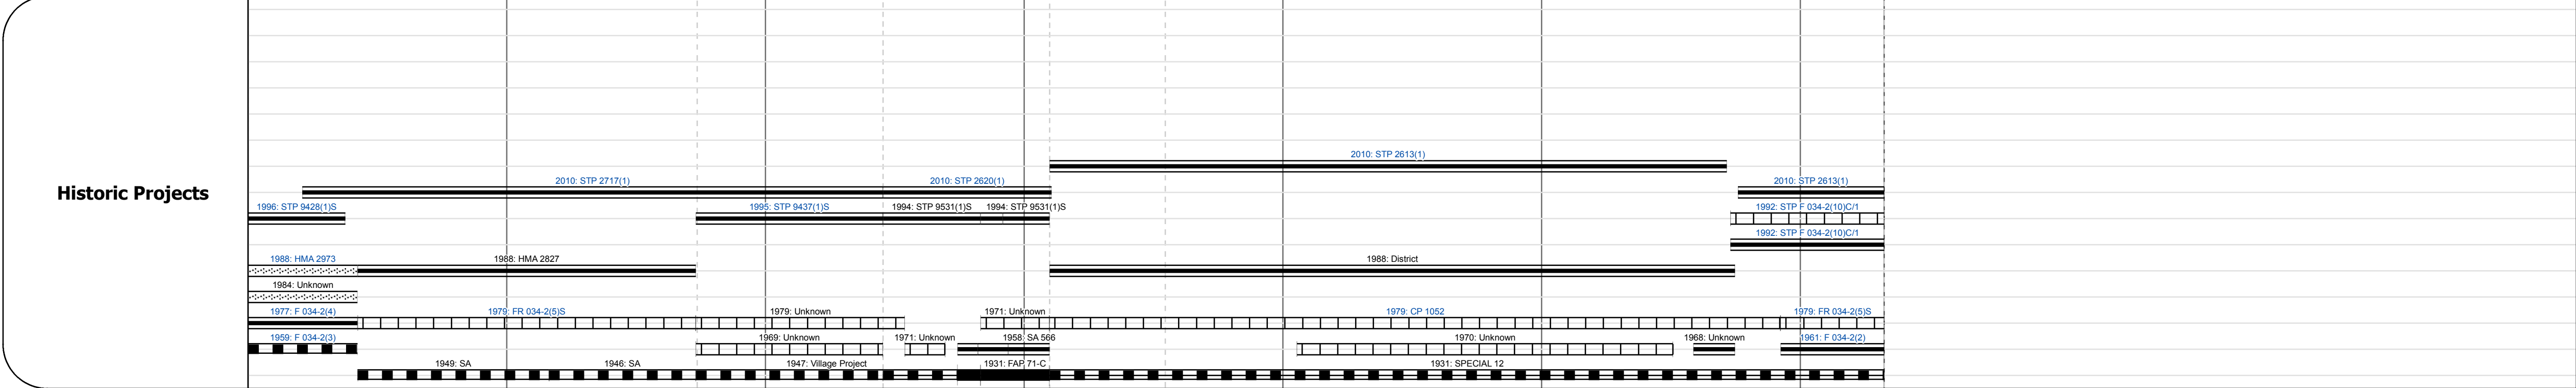 2010: STP 2613(1)
2010: STP 2717(1) 2010: STP 2620(1) 2010: STP 2613(1)
Historic Projects
1996: STP 9428(1)S 1995: STP 9437(1)S 1994: STP 9531(1)S 1994: STP 9531(1)S 1992: STP F 034-2(10)C/1
1992: STP F 034-2(10)C/1
1988: HMA 2973 1988: HMA 2827 1988: District
1984: Unknown
1977: F 034-2(4) 1979: FR 034-2(5)S 1979: Unknown 1971: Unknown 1979: CP 1052 1979: FR 034-2(5)S
1959: F 034-2(3) 1969: Unknown 1971: Unknown 1958: SA 566 1970: Unknown 1968: Unknown 1961: F 034-2(2)
1949: SA 1946: SA 1947: Village Project 1931: FAP 71-C 1931: SPECIAL 12